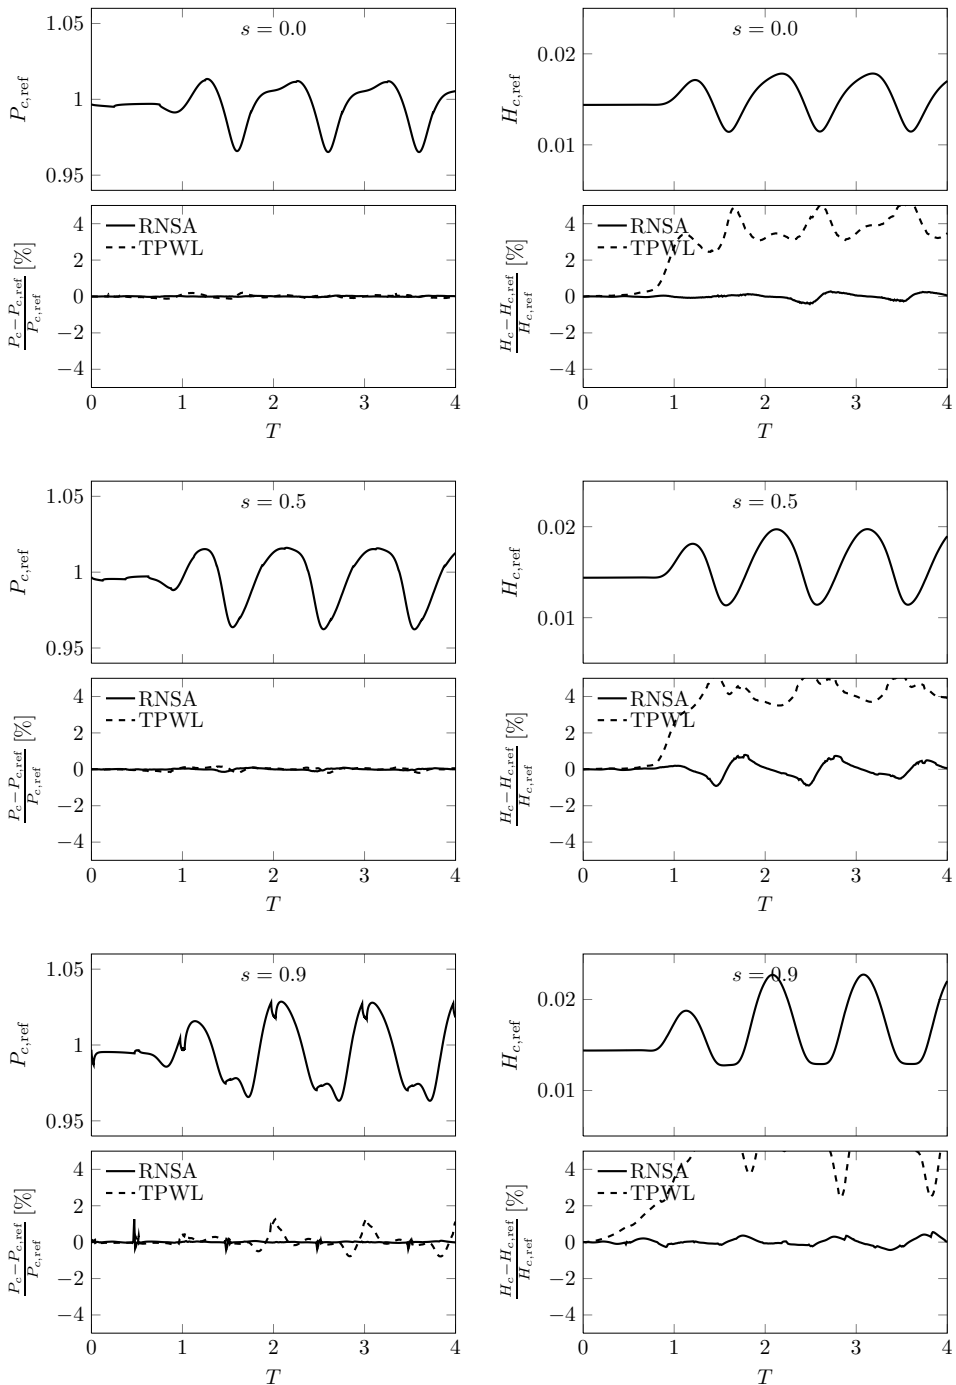 1.05
1
0.95
P_{c,ref}
s = 0.0
0.02
0.01
H_{c,ref}
s = 0.0
4
2
0
−2
−4
\frac{P_c−P_{c,ref}}{P_{c,ref}} [%]
RNSA
TPWL
0 1 2 3 4
T
4
2
0
−2
−4
\frac{H_c−H_{c,ref}}{H_{c,ref}} [%]
RNSA
TPWL
0 1 2 3 4
T
1.05
1
0.95
P_{c,ref}
s = 0.5
0.02
0.01
H_{c,ref}
s = 0.5
4
2
0
−2
−4
\frac{P_c−P_{c,ref}}{P_{c,ref}} [%]
RNSA
TPWL
0 1 2 3 4
T
4
2
0
−2
−4
\frac{H_c−H_{c,ref}}{H_{c,ref}} [%]
RNSA
TPWL
0 1 2 3 4
T
1.05
1
0.95
P_{c,ref}
s = 0.9
0.02
0.01
H_{c,ref}
s = 0.9
4
2
0
−2
−4
\frac{P_c−P_{c,ref}}{P_{c,ref}} [%]
RNSA
TPWL
0 1 2 3 4
T
4
2
0
−2
−4
\frac{H_c−H_{c,ref}}{H_{c,ref}} [%]
RNSA
TPWL
0 1 2 3 4
T